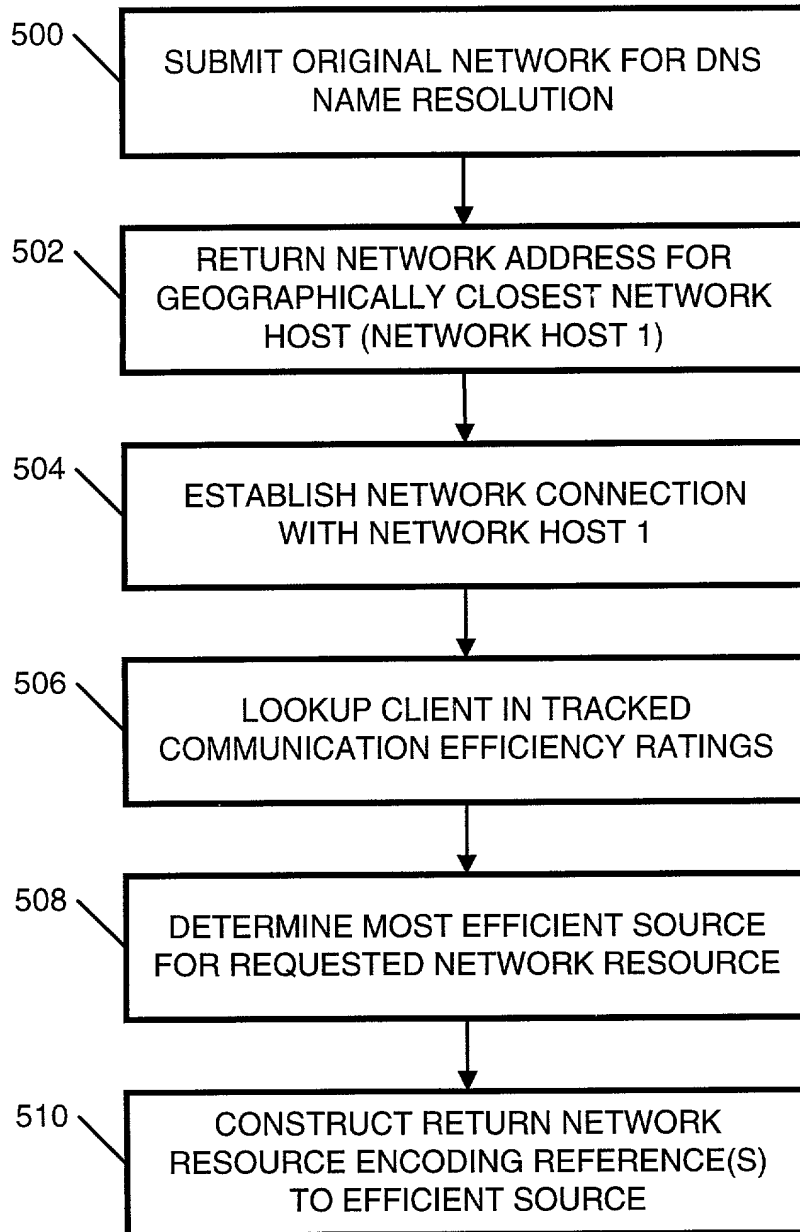 500
SUBMIT ORIGINAL NETWORK FOR DNS
NAME RESOLUTION
502
RETURN NETWORK ADDRESS FOR
GEOGRAPHICALLY CLOSEST NETWORK
HOST (NETWORK HOST 1)
504
ESTABLISH NETWORK CONNECTION
WITH NETWORK HOST 1
506
LOOKUP CLIENT IN TRACKED
COMMUNICATION EFFICIENCY RATINGS
508
DETERMINE MOST EFFICIENT SOURCE
FOR REQUESTED NETWORK RESOURCE
510
CONSTRUCT RETURN NETWORK
RESOURCE ENCODING REFERENCE(S)
TO EFFICIENT SOURCE